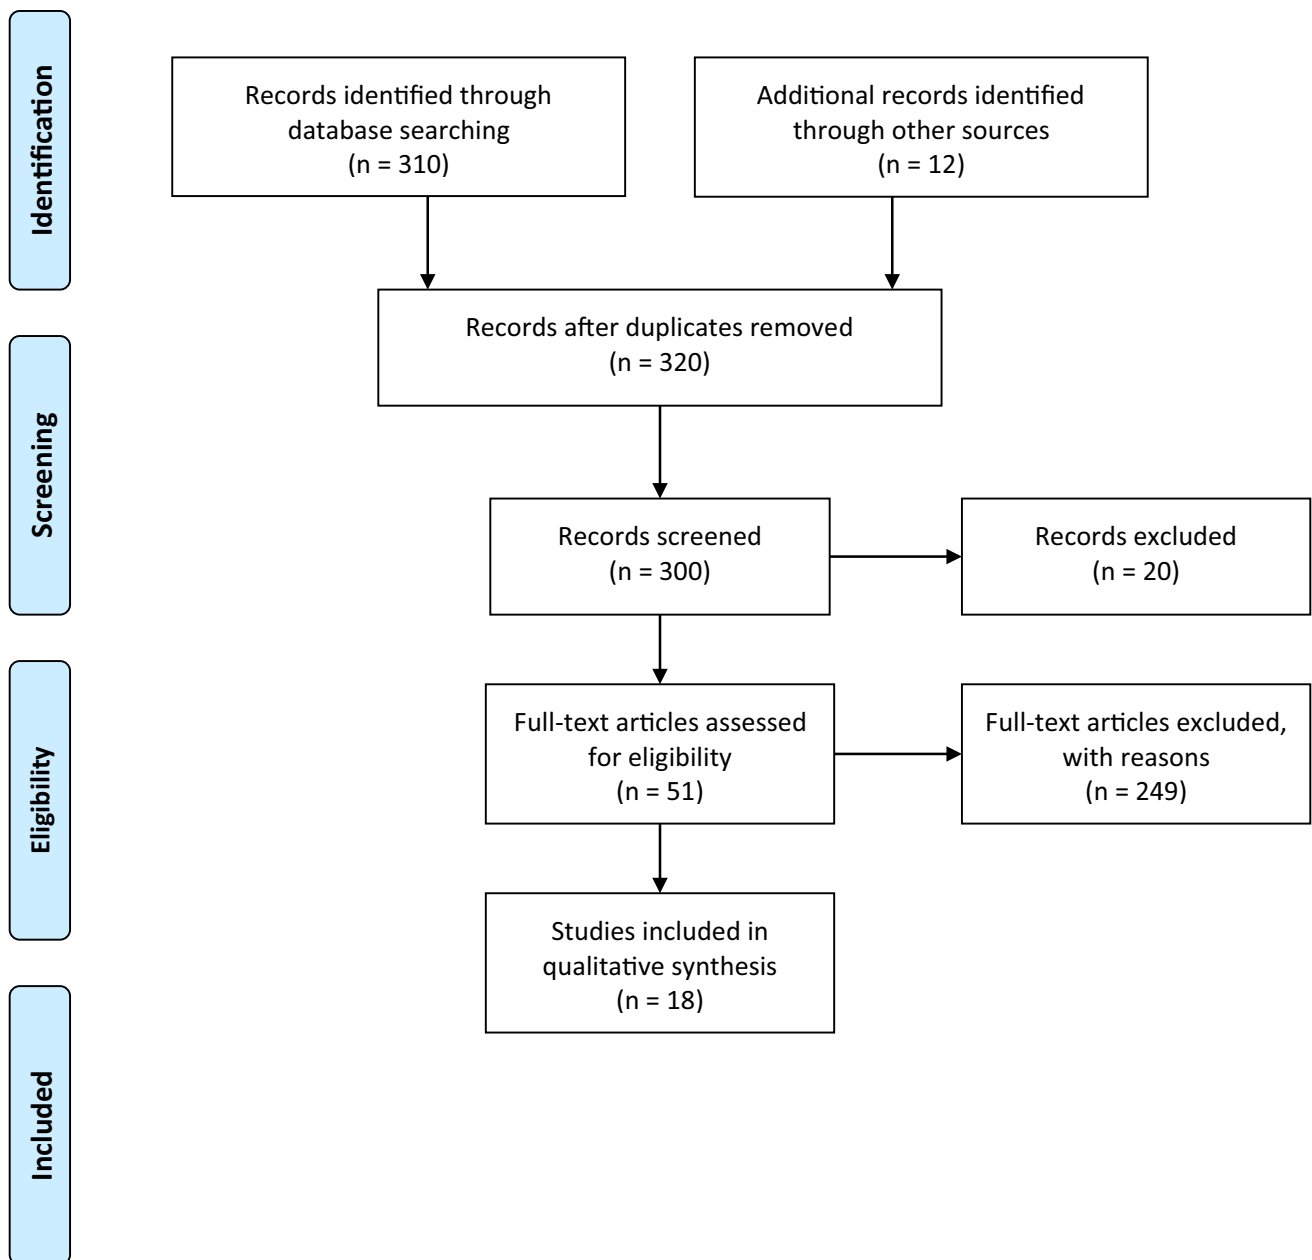 Identification
Records identified through
database searching
(n = 310)
Additional records identified
through other sources
(n = 12)
Records after duplicates removed
(n = 320)
Screening
Records screened
(n = 300)
Records excluded
(n = 20)
Eligibility
Full-text articles assessed
for eligibility
(n = 51)
Full-text articles excluded,
with reasons
(n = 249)
Studies included in
qualitative synthesis
(n = 18)
Included